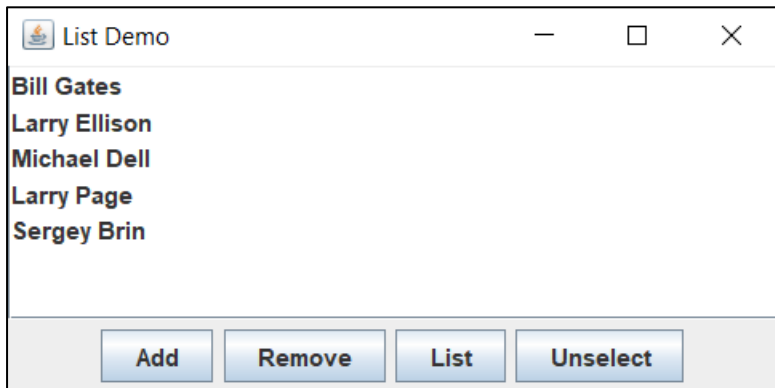 List Demo
Bill Gates
Larry Ellison
Michael Dell
Larry Page
Sergey Brin
Add Remove List Unselect